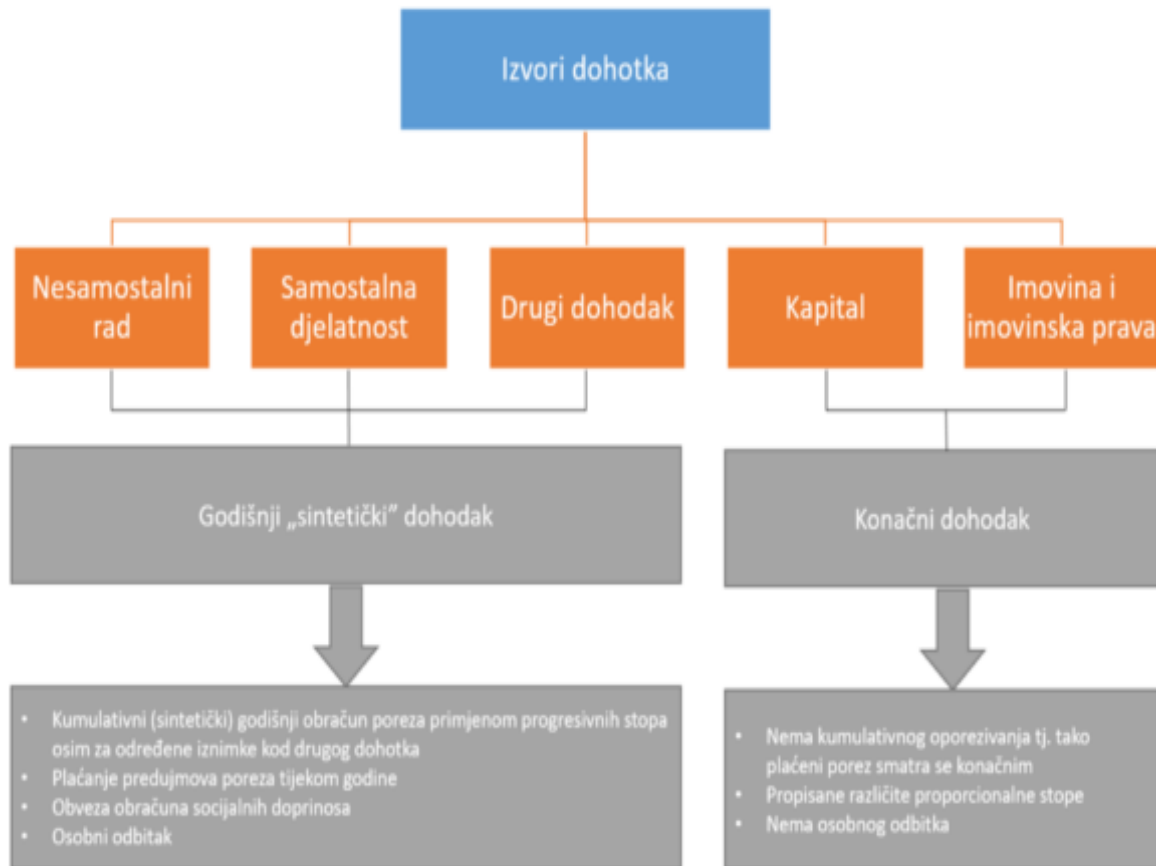 Izvori dohotka
Nesamostalni
rad
Samostalna
djelatnost
Drugi dohodak
Kapital
Imovina i
imovinska prava
Godišnji „sintetički” dohodak
Konačni dohodak
• Kumulativni (sintetički) godišnji obračun poreza primjenom progresivnih stopa
osim za određene iznimke kod drugog dohotka
• Plaćanje predujmova poreza tijekom godine
• Obveza obračuna socijalnih doprinosa
• Osobni odbitak
• Nema kumulativnog oporezivanja tj. tako
plaćeni porez smatra se konačnim
• Propisane različite proporcionalne stope
• Nema osobnog odbitka